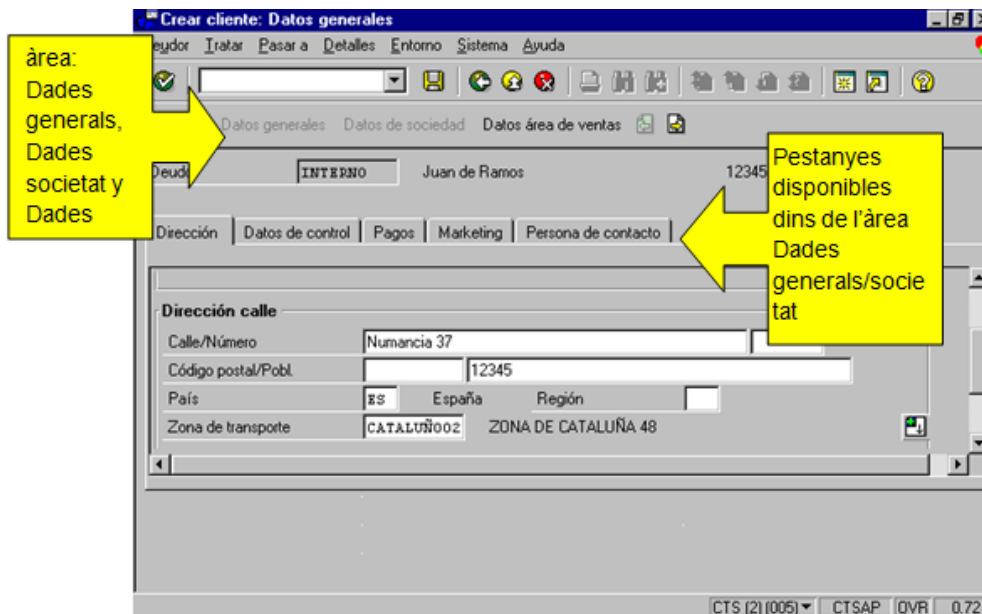 Crear cliente: Datos generales
Tratar Pasar a Detalles Entorno Sistema Ayuda
àrea:
Dades
generals,
Dades
societat y
Dades
Datos generales Datos de sociedad Datos área de ventas
INTERNO Juan de Ramos 12345
Pestanyes
disponibles
dins de l'àrea
Dades
generals/socie
tat
Dirección Datos de control Pagos Marketing Persona de contacto
Dirección calle
Calle/Número Numancia 37
Código postal/Pobl. 12345
País ES España Región
Zona de transporte CATALUÑ002 ZONA DE CATALUÑA 48
CTS (2) (005) CTSAP OVR 0.72